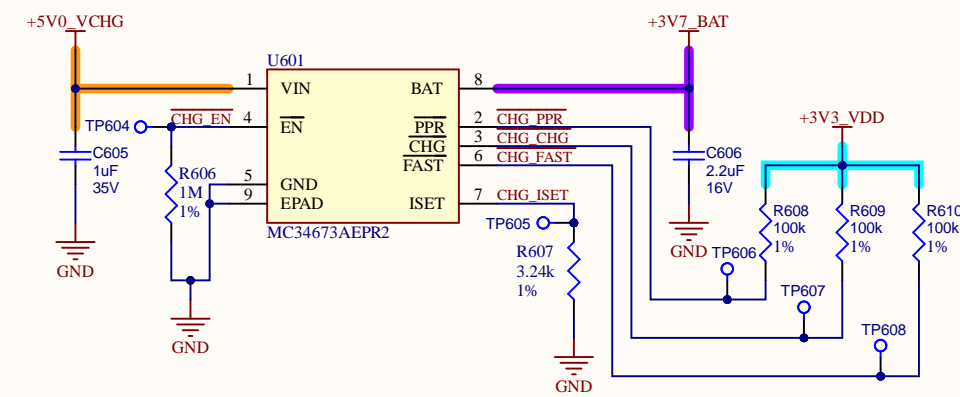 +5V0_VCHG
+3V7_BAT
U601
1
VIN
BAT
8
TP604
CHG_EN
4
EN
PPR
2
CHG_PPR
+3V3_VDD
CHG
3
CHG_CHG
FAST
6
CHG_FAST
C605
1uF
35V
C606
2.2uF
16V
R606
1M
1%
5
GND
9
EPAD
ISET
7
CHG_ISET
MC34673AEPR2
TP605
R607
3.24k
1%
R608
100k
1%
R609
100k
1%
R610
100k
1%
GND
GND
TP606
TP607
TP608
GND
GND